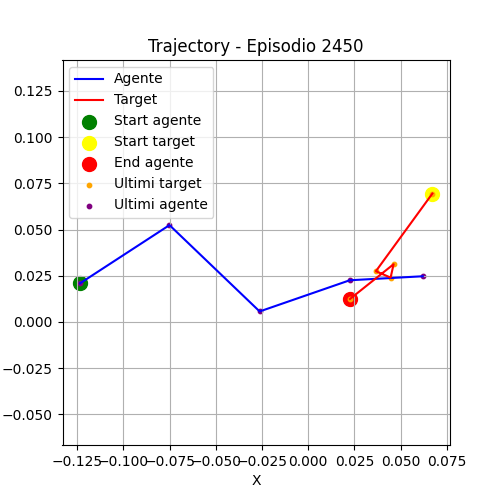 Trajectory - Episodio 2450
Agente
Target
Start agente
Start target
End agente
Ultimi target
Ultimi agente
0.125
0.100
0.075
0.050
0.025
0.000
−0.025
−0.050
−0.125 −0.100 −0.075 −0.050 −0.025 0.000 0.025 0.050 0.075
X